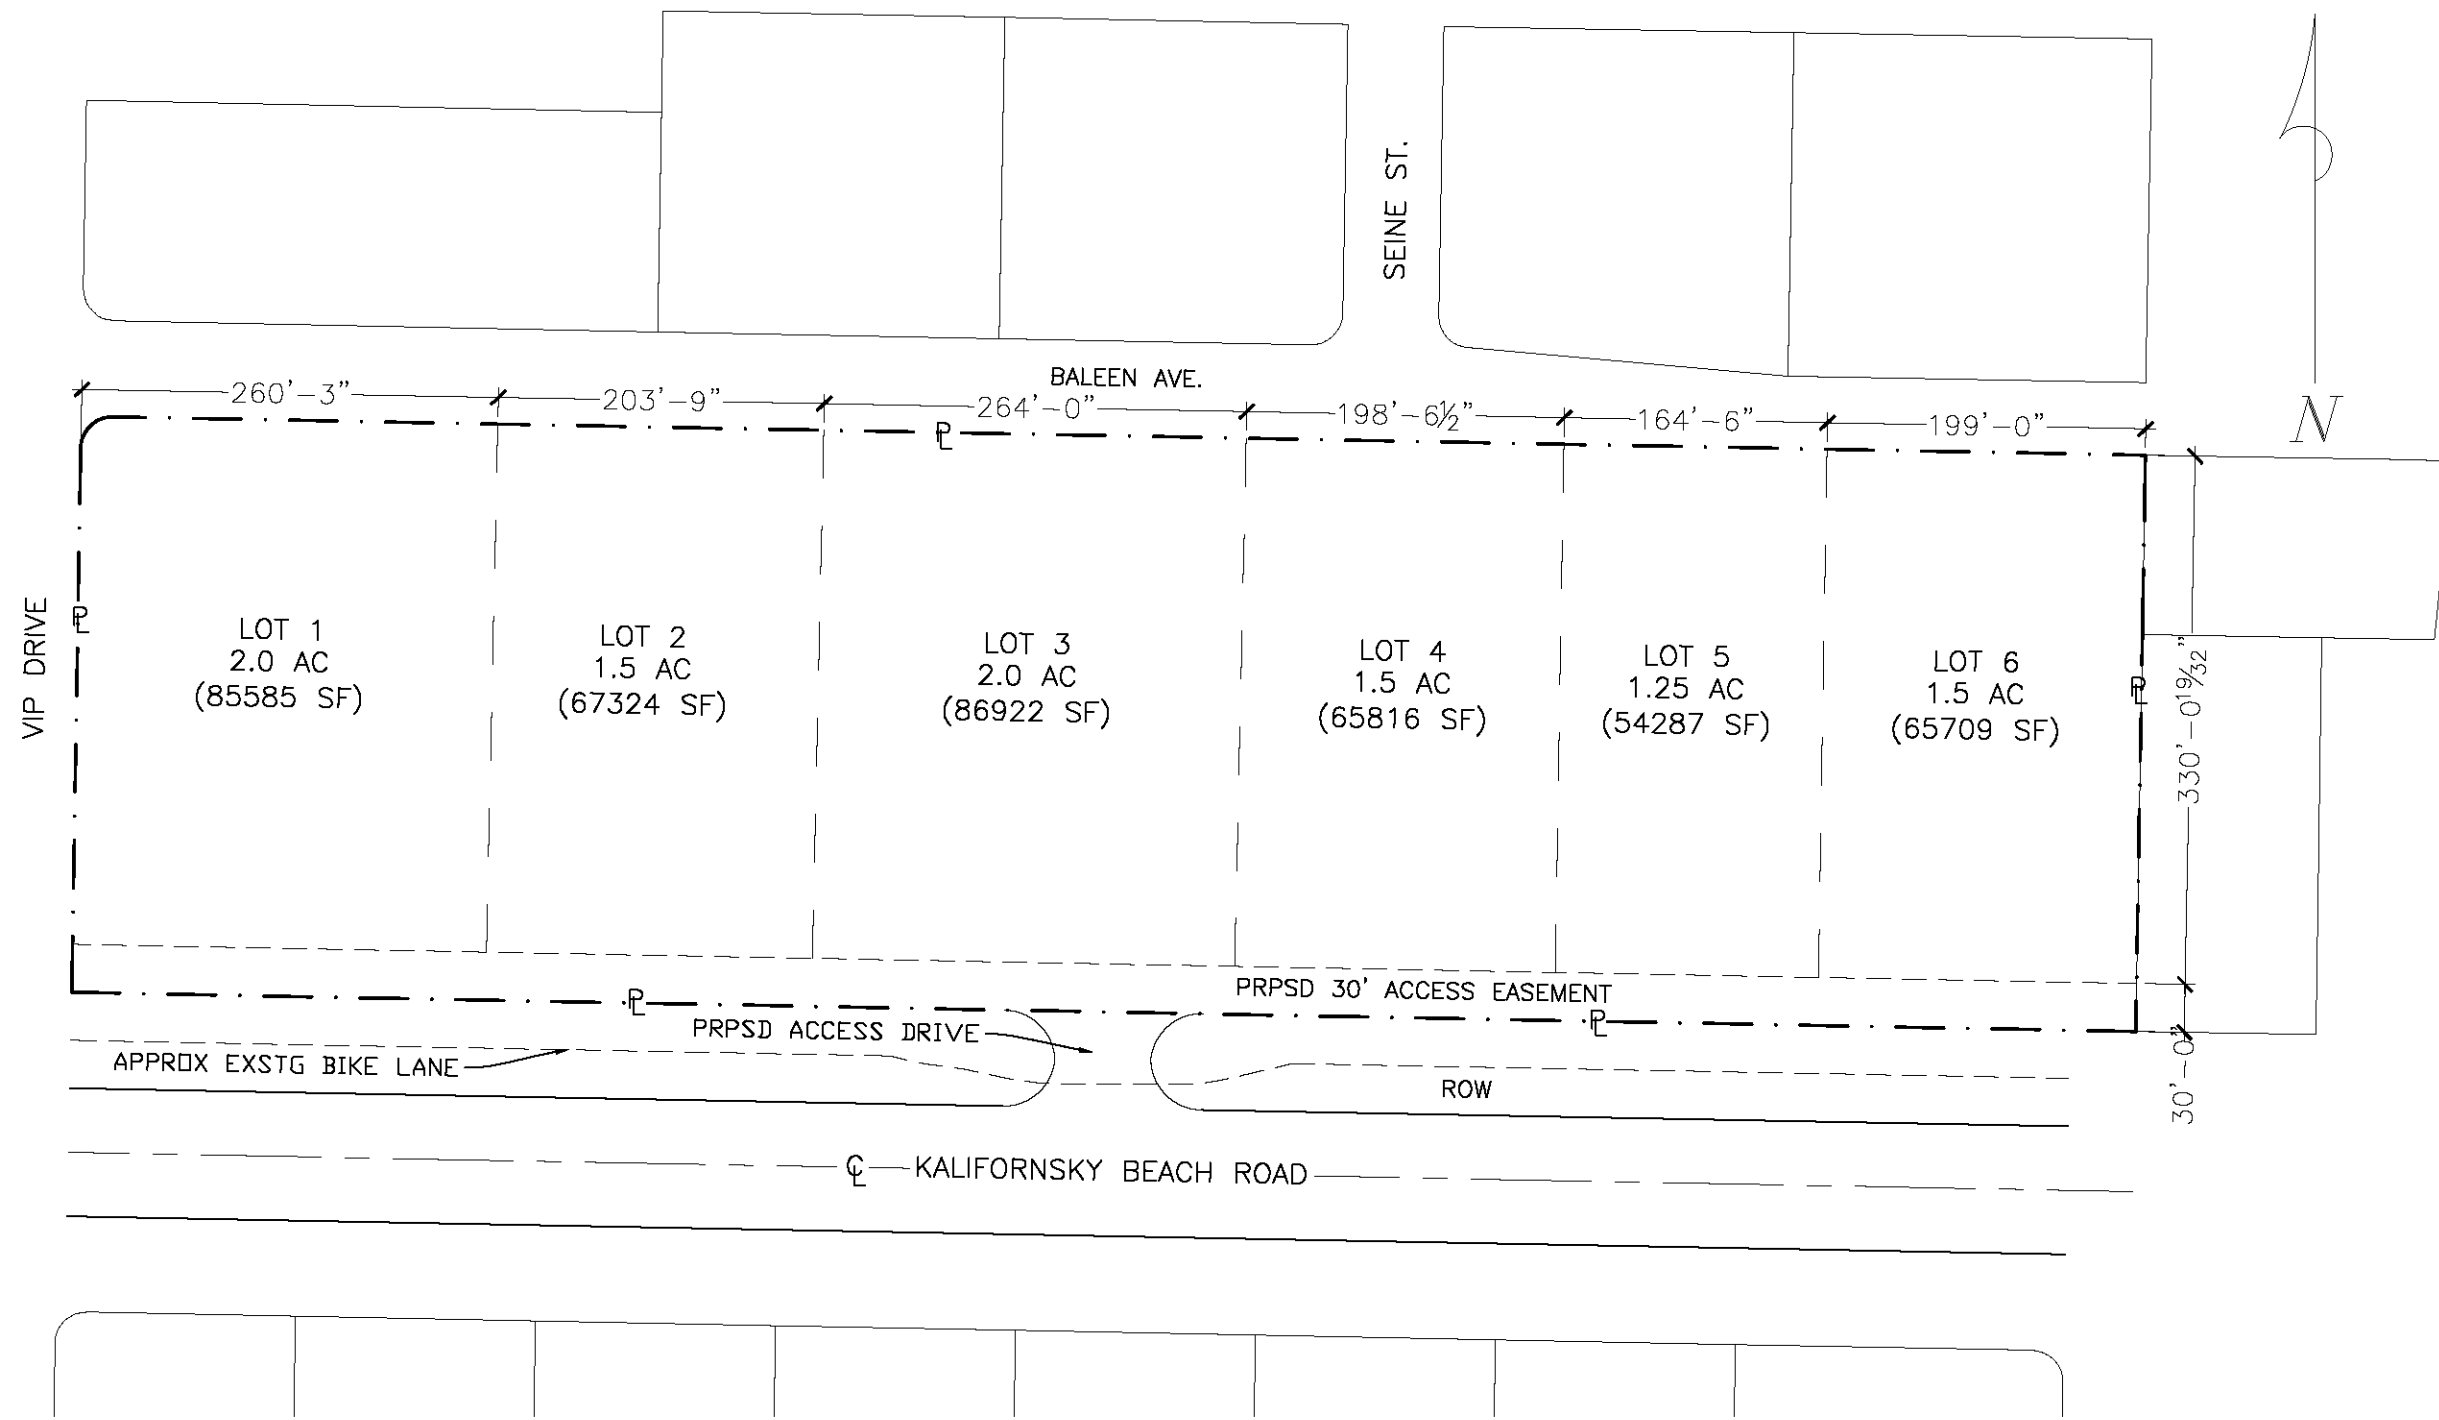 SEINE ST.
BALEEN AVE.
260'-3"
203'-9"
264'-0"
198'-6½"
164'-6"
199'-0"
N
PL
VIP DRIVE
PL
LOT 1
2.0 AC
(85585 SF)
LOT 2
1.5 AC
(67324 SF)
LOT 3
2.0 AC
(86922 SF)
LOT 4
1.5 AC
(65816 SF)
LOT 5
1.25 AC
(54287 SF)
LOT 6
1.5 AC
(65709 SF)
PL
330'-0 19/32"
PRPSD 30' ACCESS EASEMENT
PL
PL
PRPSD ACCESS DRIVE
APPROX EXSTG BIKE LANE
ROW
30'-0"
CL KALIFORNSKY BEACH ROAD